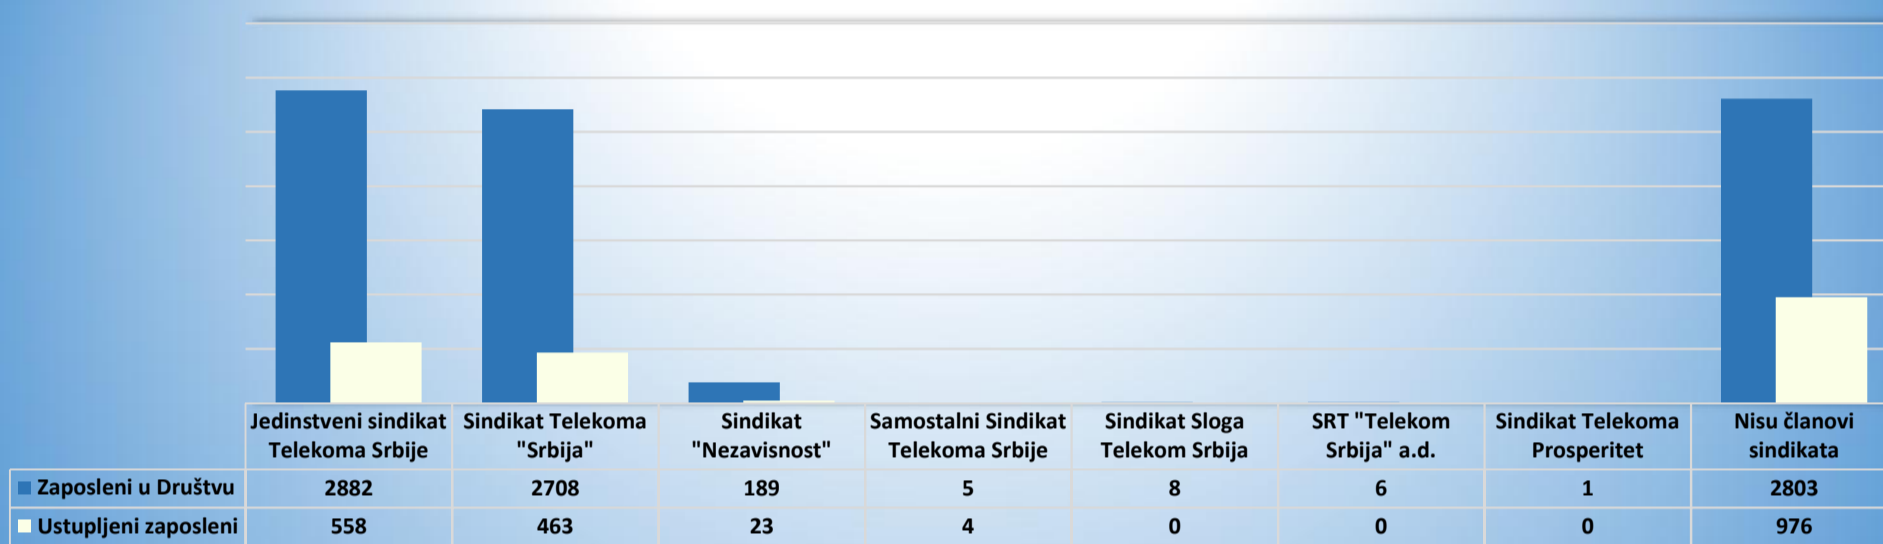 Jedinstveni sindikat Telekoma Srbije
Sindikat Telekoma "Srbija"
Sindikat "Nezavisnost"
Samostalni Sindikat Telekoma Srbije
Sindikat Sloga Telekom Srbija
SRT "Telekom Srbija" a.d.
Sindikat Telekoma Prosperitet
Nisu članovi sindikata
Zaposleni u Društvu 2882 2708 189 5 8 6 1 2803
Ustupljeni zaposleni 558 463 23 4 0 0 0 976